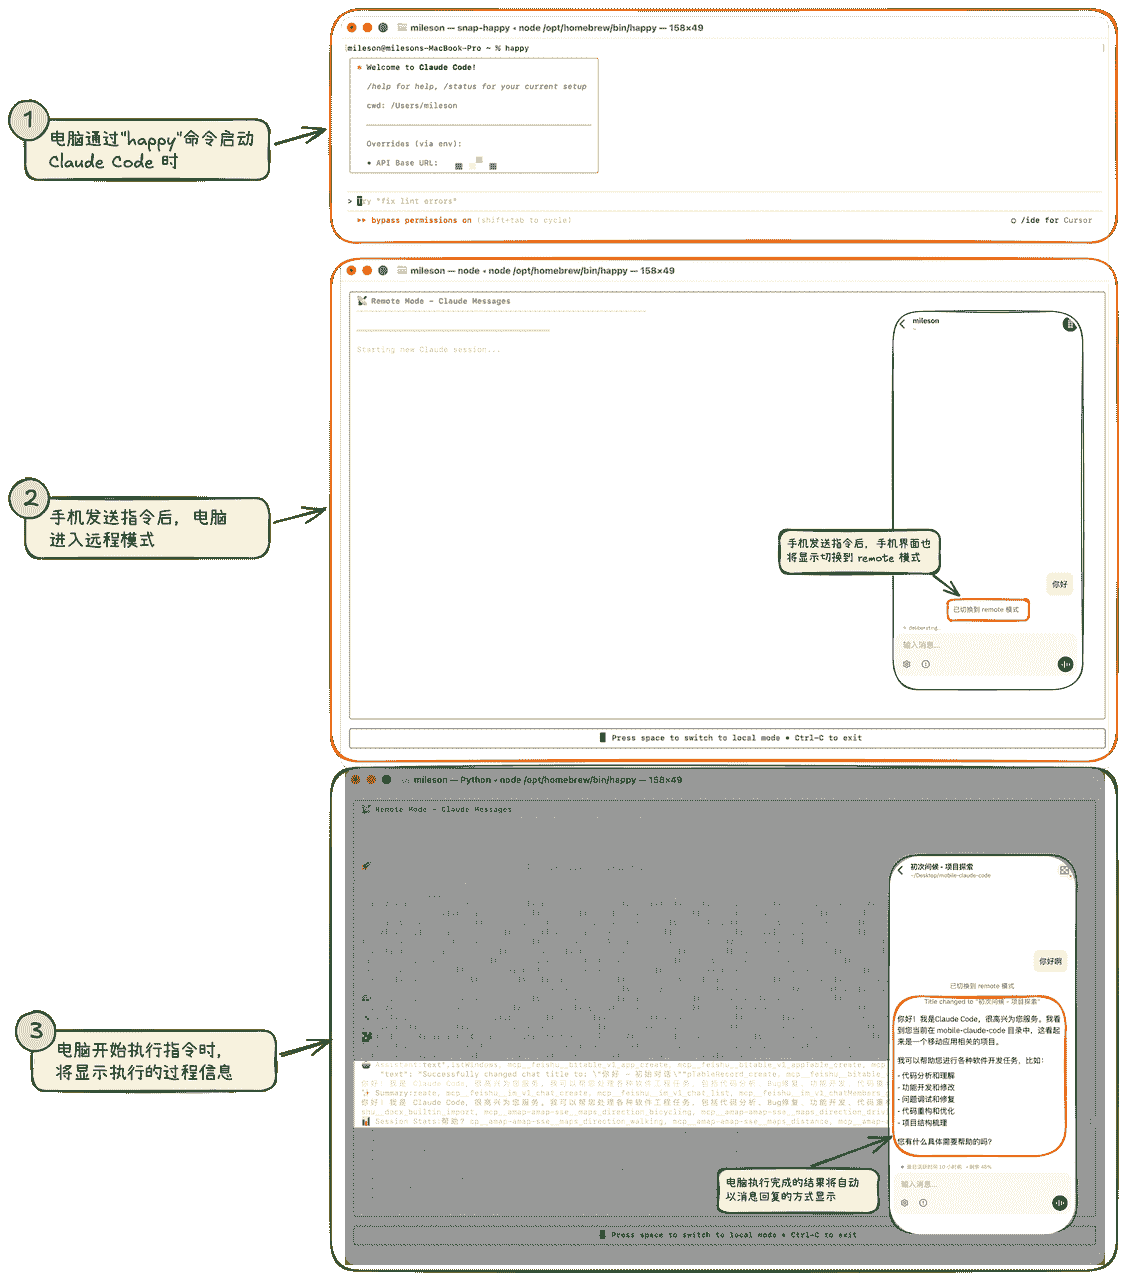 mileson — snap-happy • node /opt/homebrew/bin/happy — 158×49
mileson@milesons-MacBook-Pro ~ % happy
Welcome to Claude Code!
/help for help, /status for your current setup
cwd: /Users/mileson
Overrides (via env):
• API Base URL:
> Try "fix lint errors"
▸▸ bypass permissions on (shift+tab to cycle)
/ide for Cursor
1
电脑通过"happy"命令启动
Claude Code 时
mileson — node • node /opt/homebrew/bin/happy — 158×49
Remote Mode - Claude Messages
Starting new Claude session...
mileson
2
手机发送指令后，电脑
进入远程模式
手机发送指令后，手机界面也
将显示切换到 remote 模式
你好
已切换到 remote 模式
deliberating...
输入消息...
Press space to switch to local mode • Ctrl-C to exit
mileson — Python • node /opt/homebrew/bin/happy — 158×49
Remote Mode - Claude Messages
初次问候 - 项目探索
~/Desktop/mobile-claude-code
你好啊
已切换到 remote 模式
Title changed to "初次问候 - 项目探索"
你好！我是Claude Code，很高兴为您服务。我看
到您当前在 mobile-claude-code 目录中，这看起
来是一个移动应用相关的项目。
我可以帮助您进行各种软件开发任务，比如：
- 代码分析和理解
- 功能开发和修改
- 问题调试和修复
- 代码重构和优化
- 项目结构梳理
您有什么具体需要帮助的吗？
输入消息...
3
电脑开始执行指令时，
将显示执行的过程信息
电脑执行完成的结果将自动
以消息回复的方式显示
Press space to switch to local mode • Ctrl-C to exit